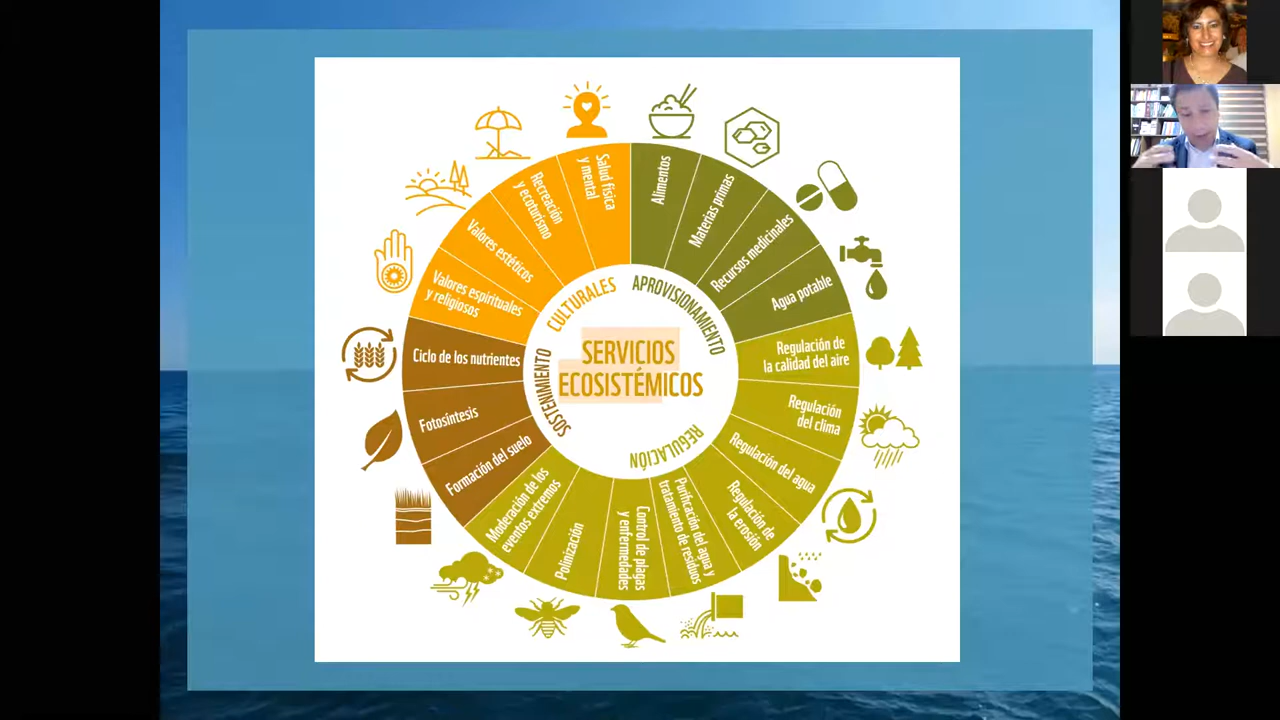 SERVICIOS
ECOSISTÉMICOS
APROVISIONAMIENTO
Alimentos
Materias primas
Recursos medicinales
Agua potable
REGULACIÓN
Regulación de
la calidad del aire
Regulación
del clima
Regulación del agua
Regulación de
la erosión
Purificación del agua y
tratamiento de residuos
Control de plagas
y enfermedades
Polinización
Moderación de los
eventos extremos
SOSTENIMIENTO
Formación del suelo
Fotosíntesis
Ciclo de los nutrientes
CULTURALES
Valores espirituales
y religiosos
Valores estéticos
Recreación
y ecoturismo
Salud física
y mental